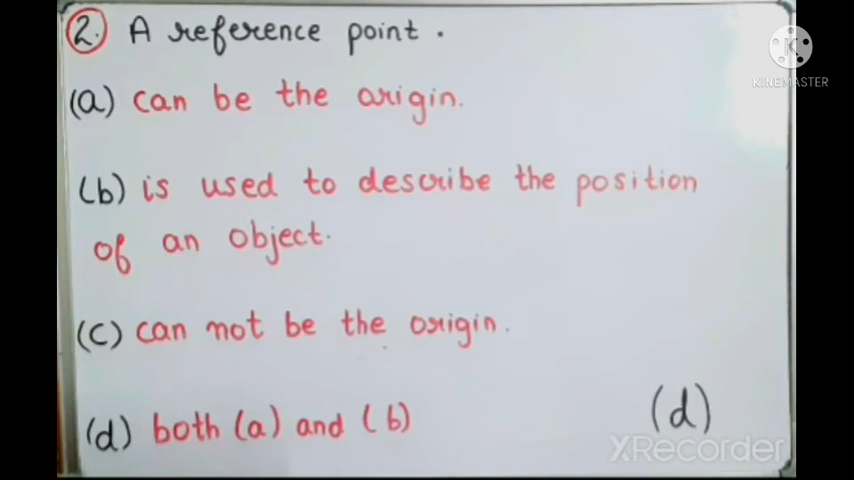 2. A reference point.
K
KINEMASTER
(a) can be the origin.
(b) is used to describe the position
of an object.
(c) can not be the origin.
(d) both (a) and (b)
(d)
XRecorder